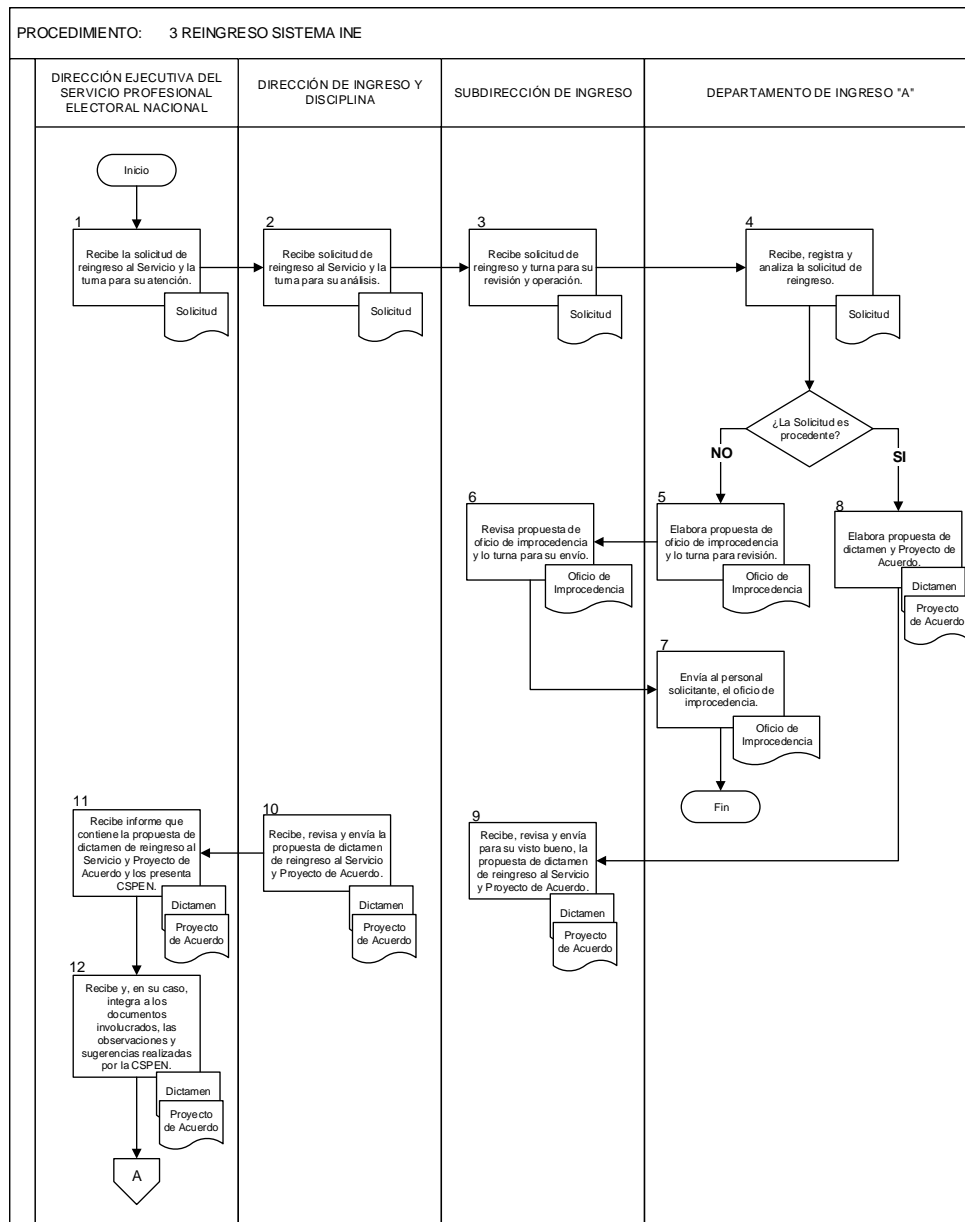 PROCEDIMIENTO: 3 REINGRESO SISTEMA INE
DIRECCIÓN EJECUTIVA DEL
SERVICIO PROFESIONAL
ELECTORAL NACIONAL
DIRECCIÓN DE INGRESO Y
DISCIPLINA
SUBDIRECCIÓN DE INGRESO
DEPARTAMENTO DE INGRESO "A"
Inicio
1
Recibe la solicitud de
reingreso al Servicio y la
turna para su atención.
Solicitud
2
Recibe solicitud de
reingreso al Servicio y la
turna para su análisis.
Solicitud
3
Recibe solicitud de
reingreso y turna para su
revisión y operación.
Solicitud
4
Recibe, registra y
analiza la solicitud de
reingreso.
Solicitud
¿La Solicitud es
procedente?
NO
SI
6
Revisa propuesta de
oficio de improcedencia
y lo turna para su envío.
Oficio de
Improcedencia
5
Elabora propuesta de
oficio de improcedencia
y lo turna para revisión.
Oficio de
Improcedencia
8
Elabora propuesta de
dictamen y Proyecto de
Acuerdo.
Dictamen
Proyecto
de Acuerdo
7
Envía al personal
solicitante, el oficio de
improcedencia.
Oficio de
Improcedencia
Fin
11
Recibe informe que
contiene la propuesta de
dictamen de reingreso al
Servicio y Proyecto de
Acuerdo y los presenta
CSPEN.
Dictamen
Proyecto
de Acuerdo
10
Recibe, revisa y envía la
propuesta de dictamen
de reingreso al Servicio
y Proyecto de Acuerdo.
Dictamen
Proyecto
de Acuerdo
9
Recibe, revisa y envía
para su visto bueno, la
propuesta de dictamen
de reingreso al Servicio
y Proyecto de Acuerdo.
Dictamen
Proyecto
de Acuerdo
12
Recibe y, en su caso,
integra a los
documentos
involucrados, las
observaciones y
sugerencias realizadas
por la CSPEN.
Dictamen
Proyecto
de Acuerdo
A